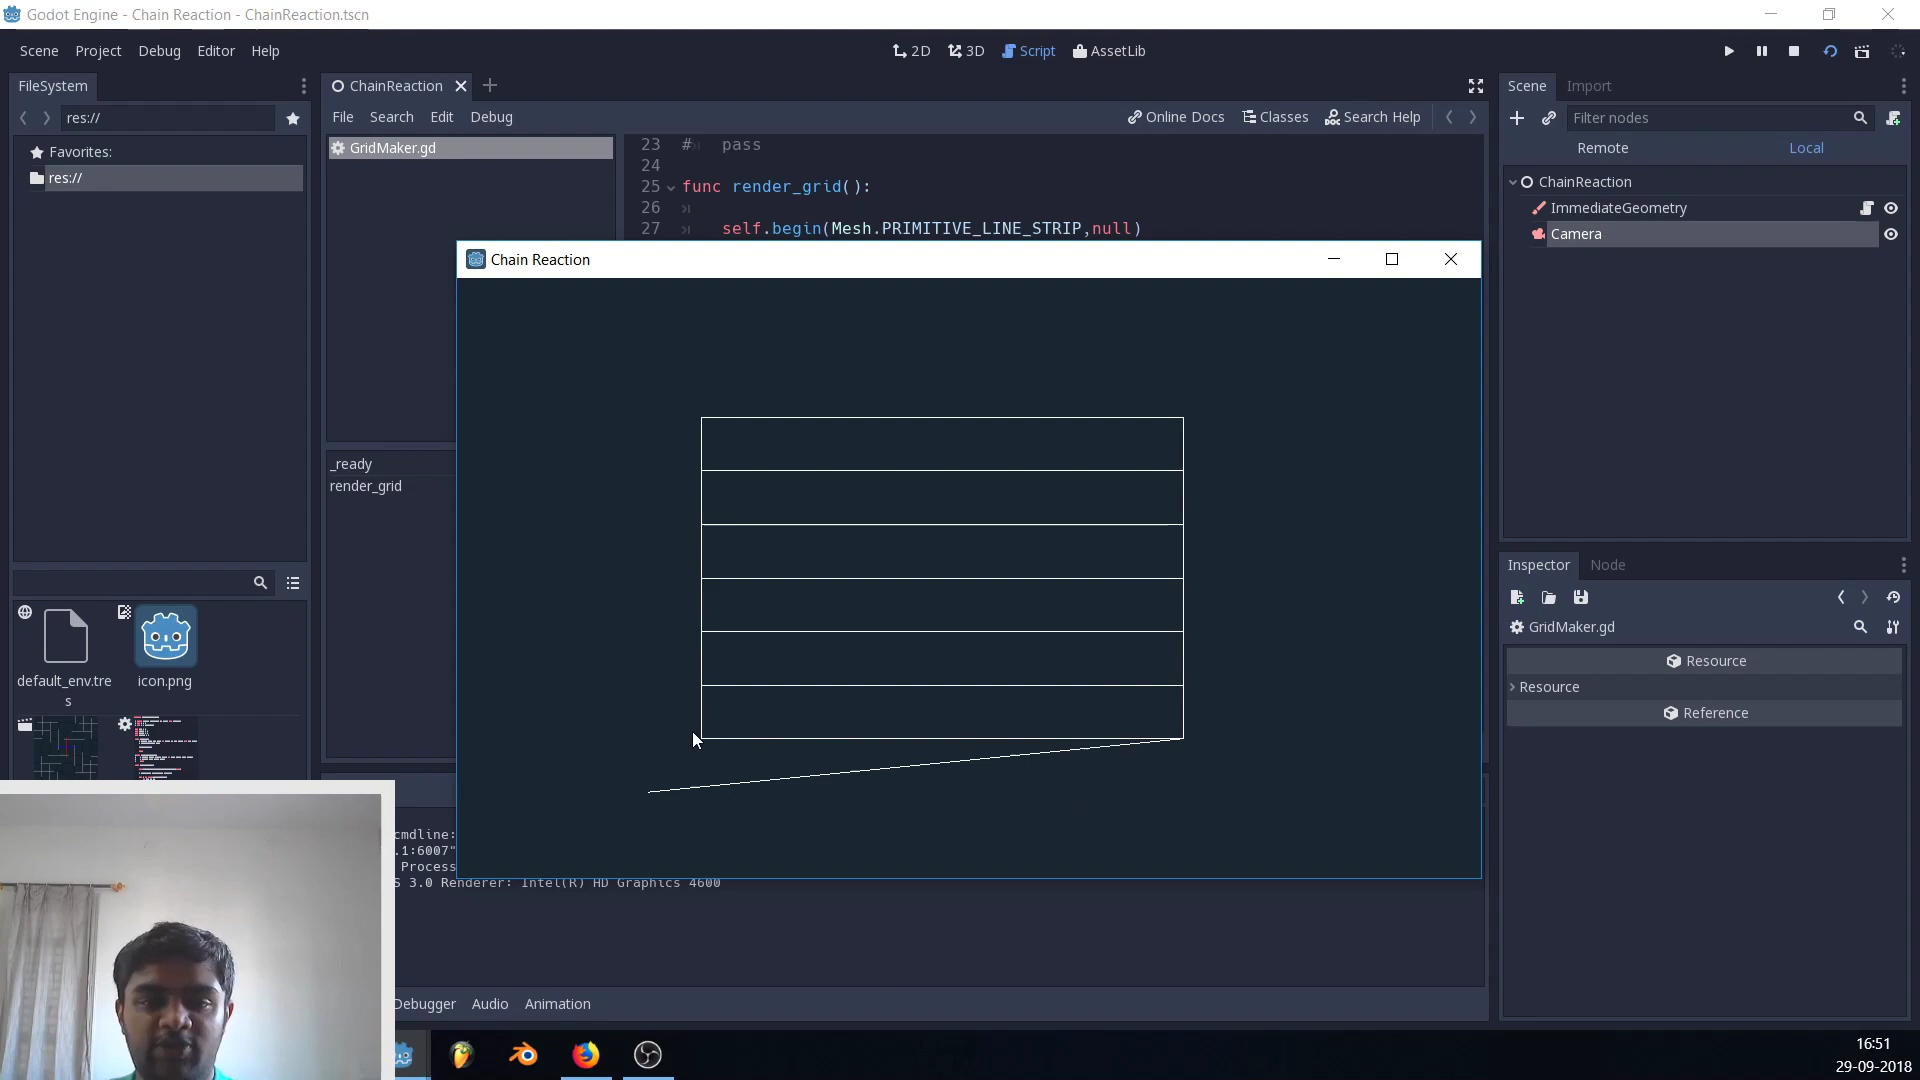 Godot Engine - Chain Reaction - ChainReaction.tscn
Scene Project Debug Editor Help
2D 3D Script AssetLib
FileSystem
ChainReaction
Scene Import
res://
File Search Edit Debug
Online Docs Classes Search Help
Filter nodes
Favorites:
res://
GridMaker.gd
23 # pass
24
25 func render_grid():
26
27 self.begin(Mesh.PRIMITIVE_LINE_STRIP,null)
Remote Local
ChainReaction
ImmediateGeometry
Camera
Chain Reaction
_ready
render_grid
Inspector Node
GridMaker.gd
Resource
Resource
Reference
default_env.tre
s
icon.png
cmdline:
.1:6007"
Process
S 3.0 Renderer: Intel(R) HD Graphics 4600
Debugger Audio Animation
16:51
29-09-2018